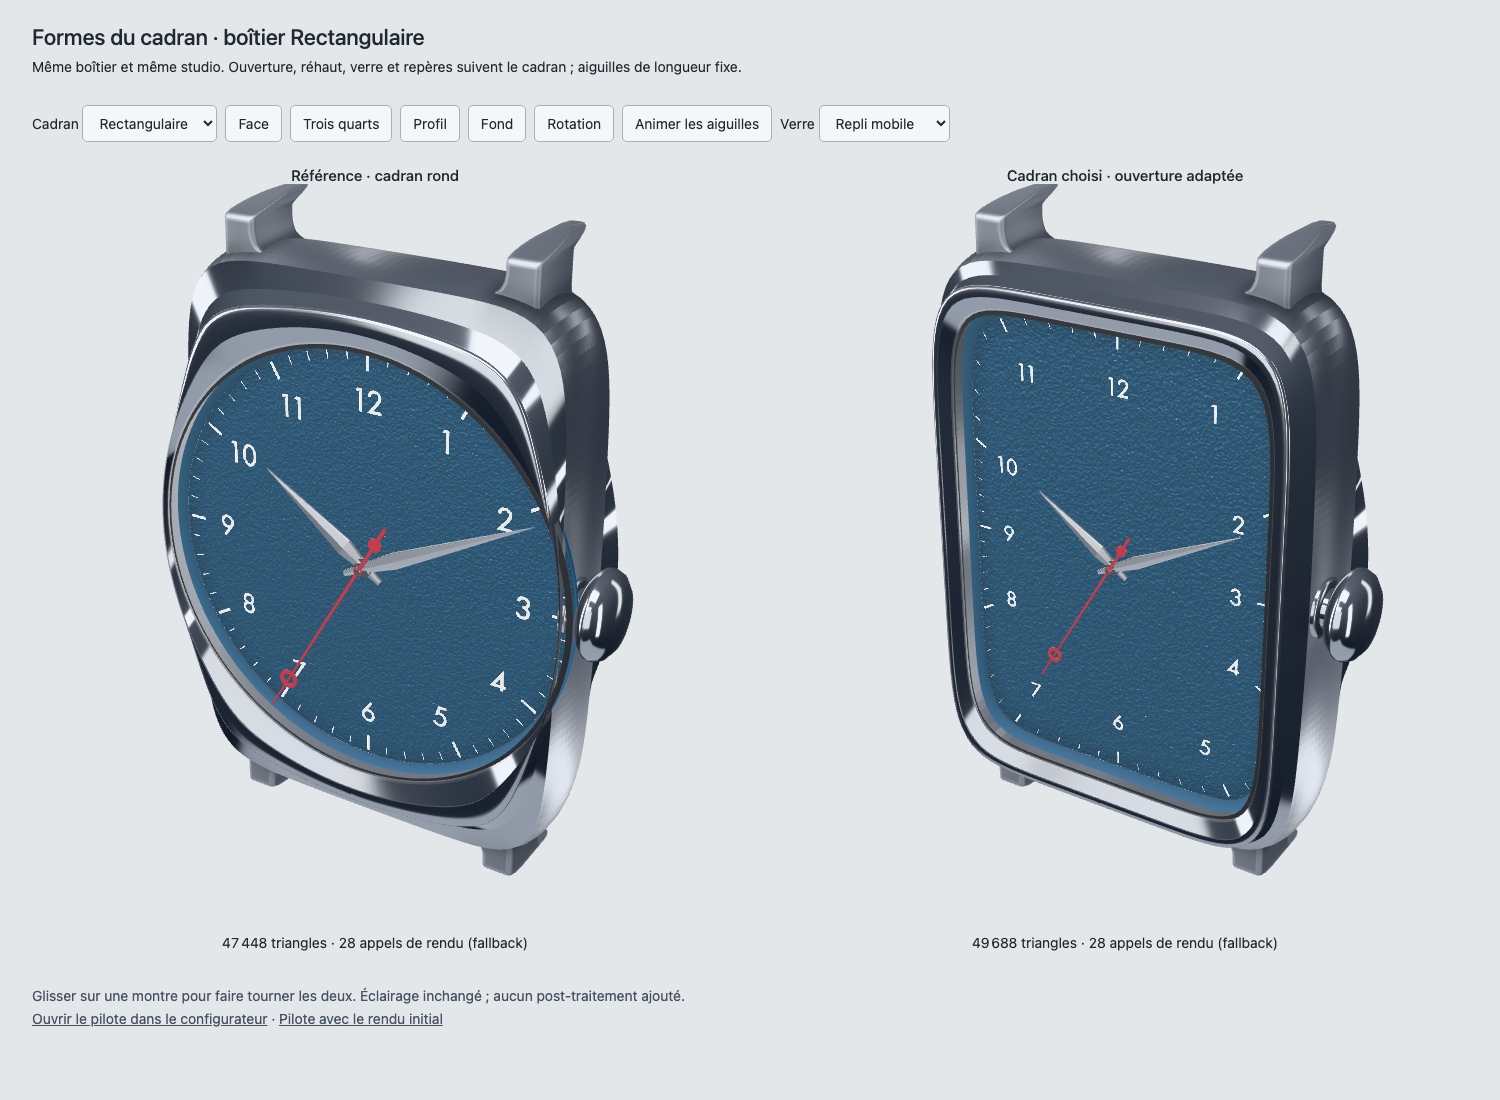 Formes du cadran · boîtier Rectangulaire
Même boîtier et même studio. Ouverture, réhaut, verre et repères suivent le cadran ; aiguilles de longueur fixe.
Cadran Rectangulaire Face Trois quarts Profil Fond Rotation Animer les aiguilles Verre Repli mobile
Référence · cadran rond
12
1
2
3
4
5
6
7
8
9
10
11
47 448 triangles · 28 appels de rendu (fallback)
Cadran choisi · ouverture adaptée
12
1
2
3
4
5
6
7
8
9
10
11
49 688 triangles · 28 appels de rendu (fallback)
Glisser sur une montre pour faire tourner les deux. Éclairage inchangé ; aucun post-traitement ajouté.
Ouvrir le pilote dans le configurateur · Pilote avec le rendu initial